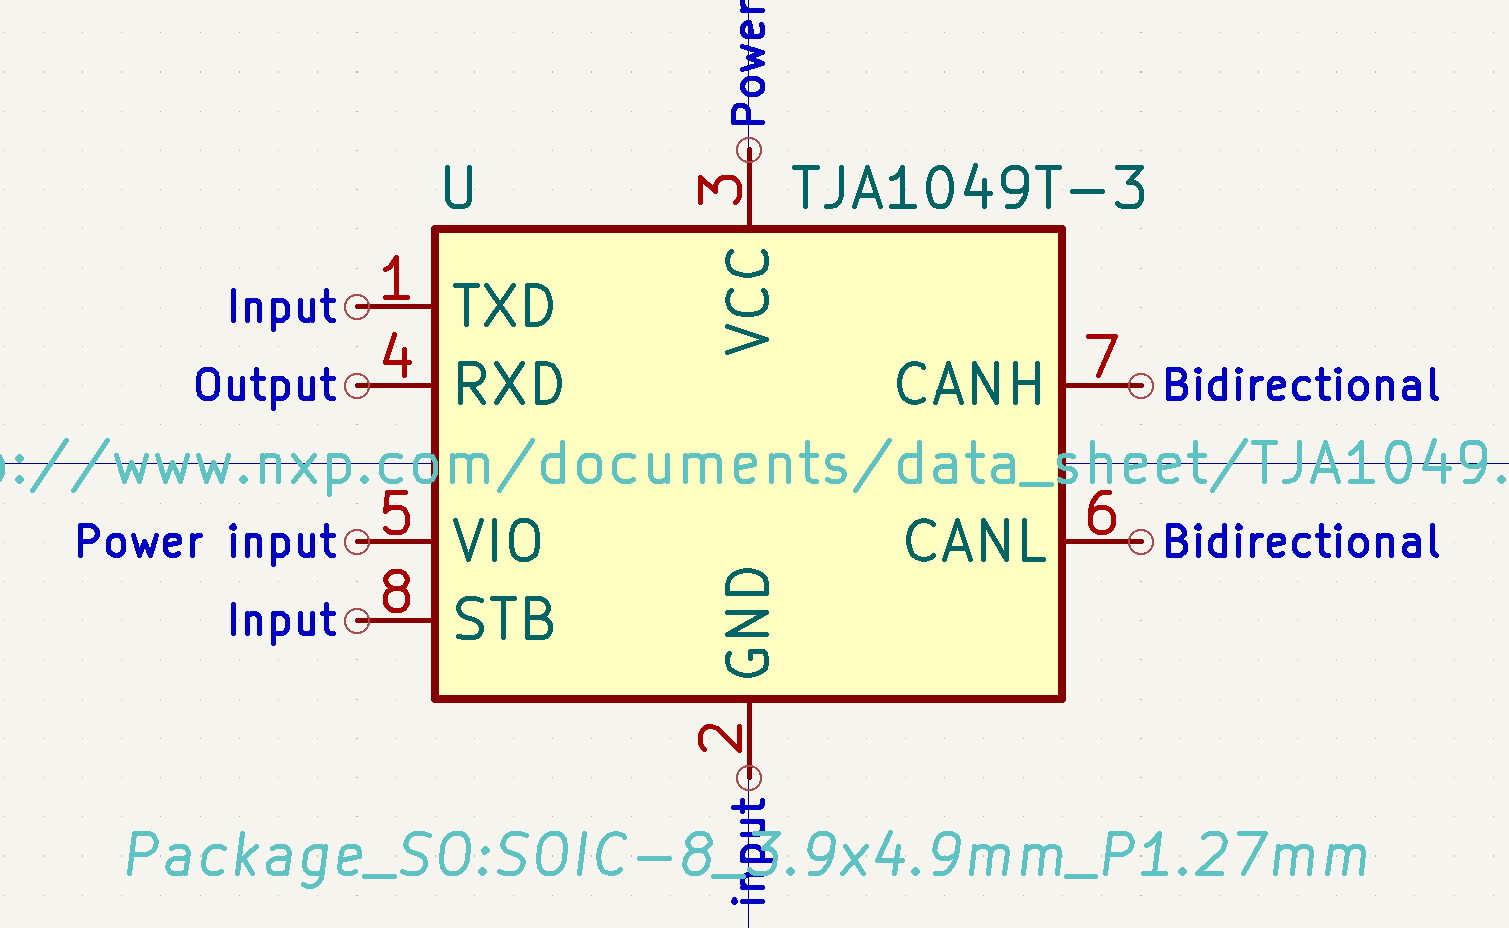 Power
U
3
TJA1049T-3
1
Input
TXD
VCC
4
Output
RXD
CANH
7
Bidirectional
://www.nxp.com/documents/data_sheet/TJA1049.
5
Power input
VIO
CANL
6
Bidirectional
8
Input
STB
GND
2
input
Package_SO:SOIC-8_3.9x4.9mm_P1.27mm